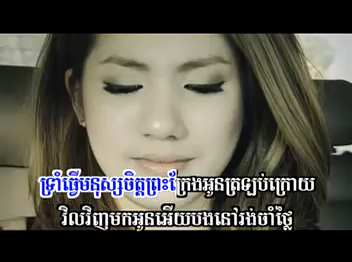 ទ្រាំធ្វើមនុស្សចិត្តព្រះក្រែងអូនត្រឡប់ក្រោយ
វិលវិញមកអូនអើយបងនៅរង់ចាំថ្លៃ